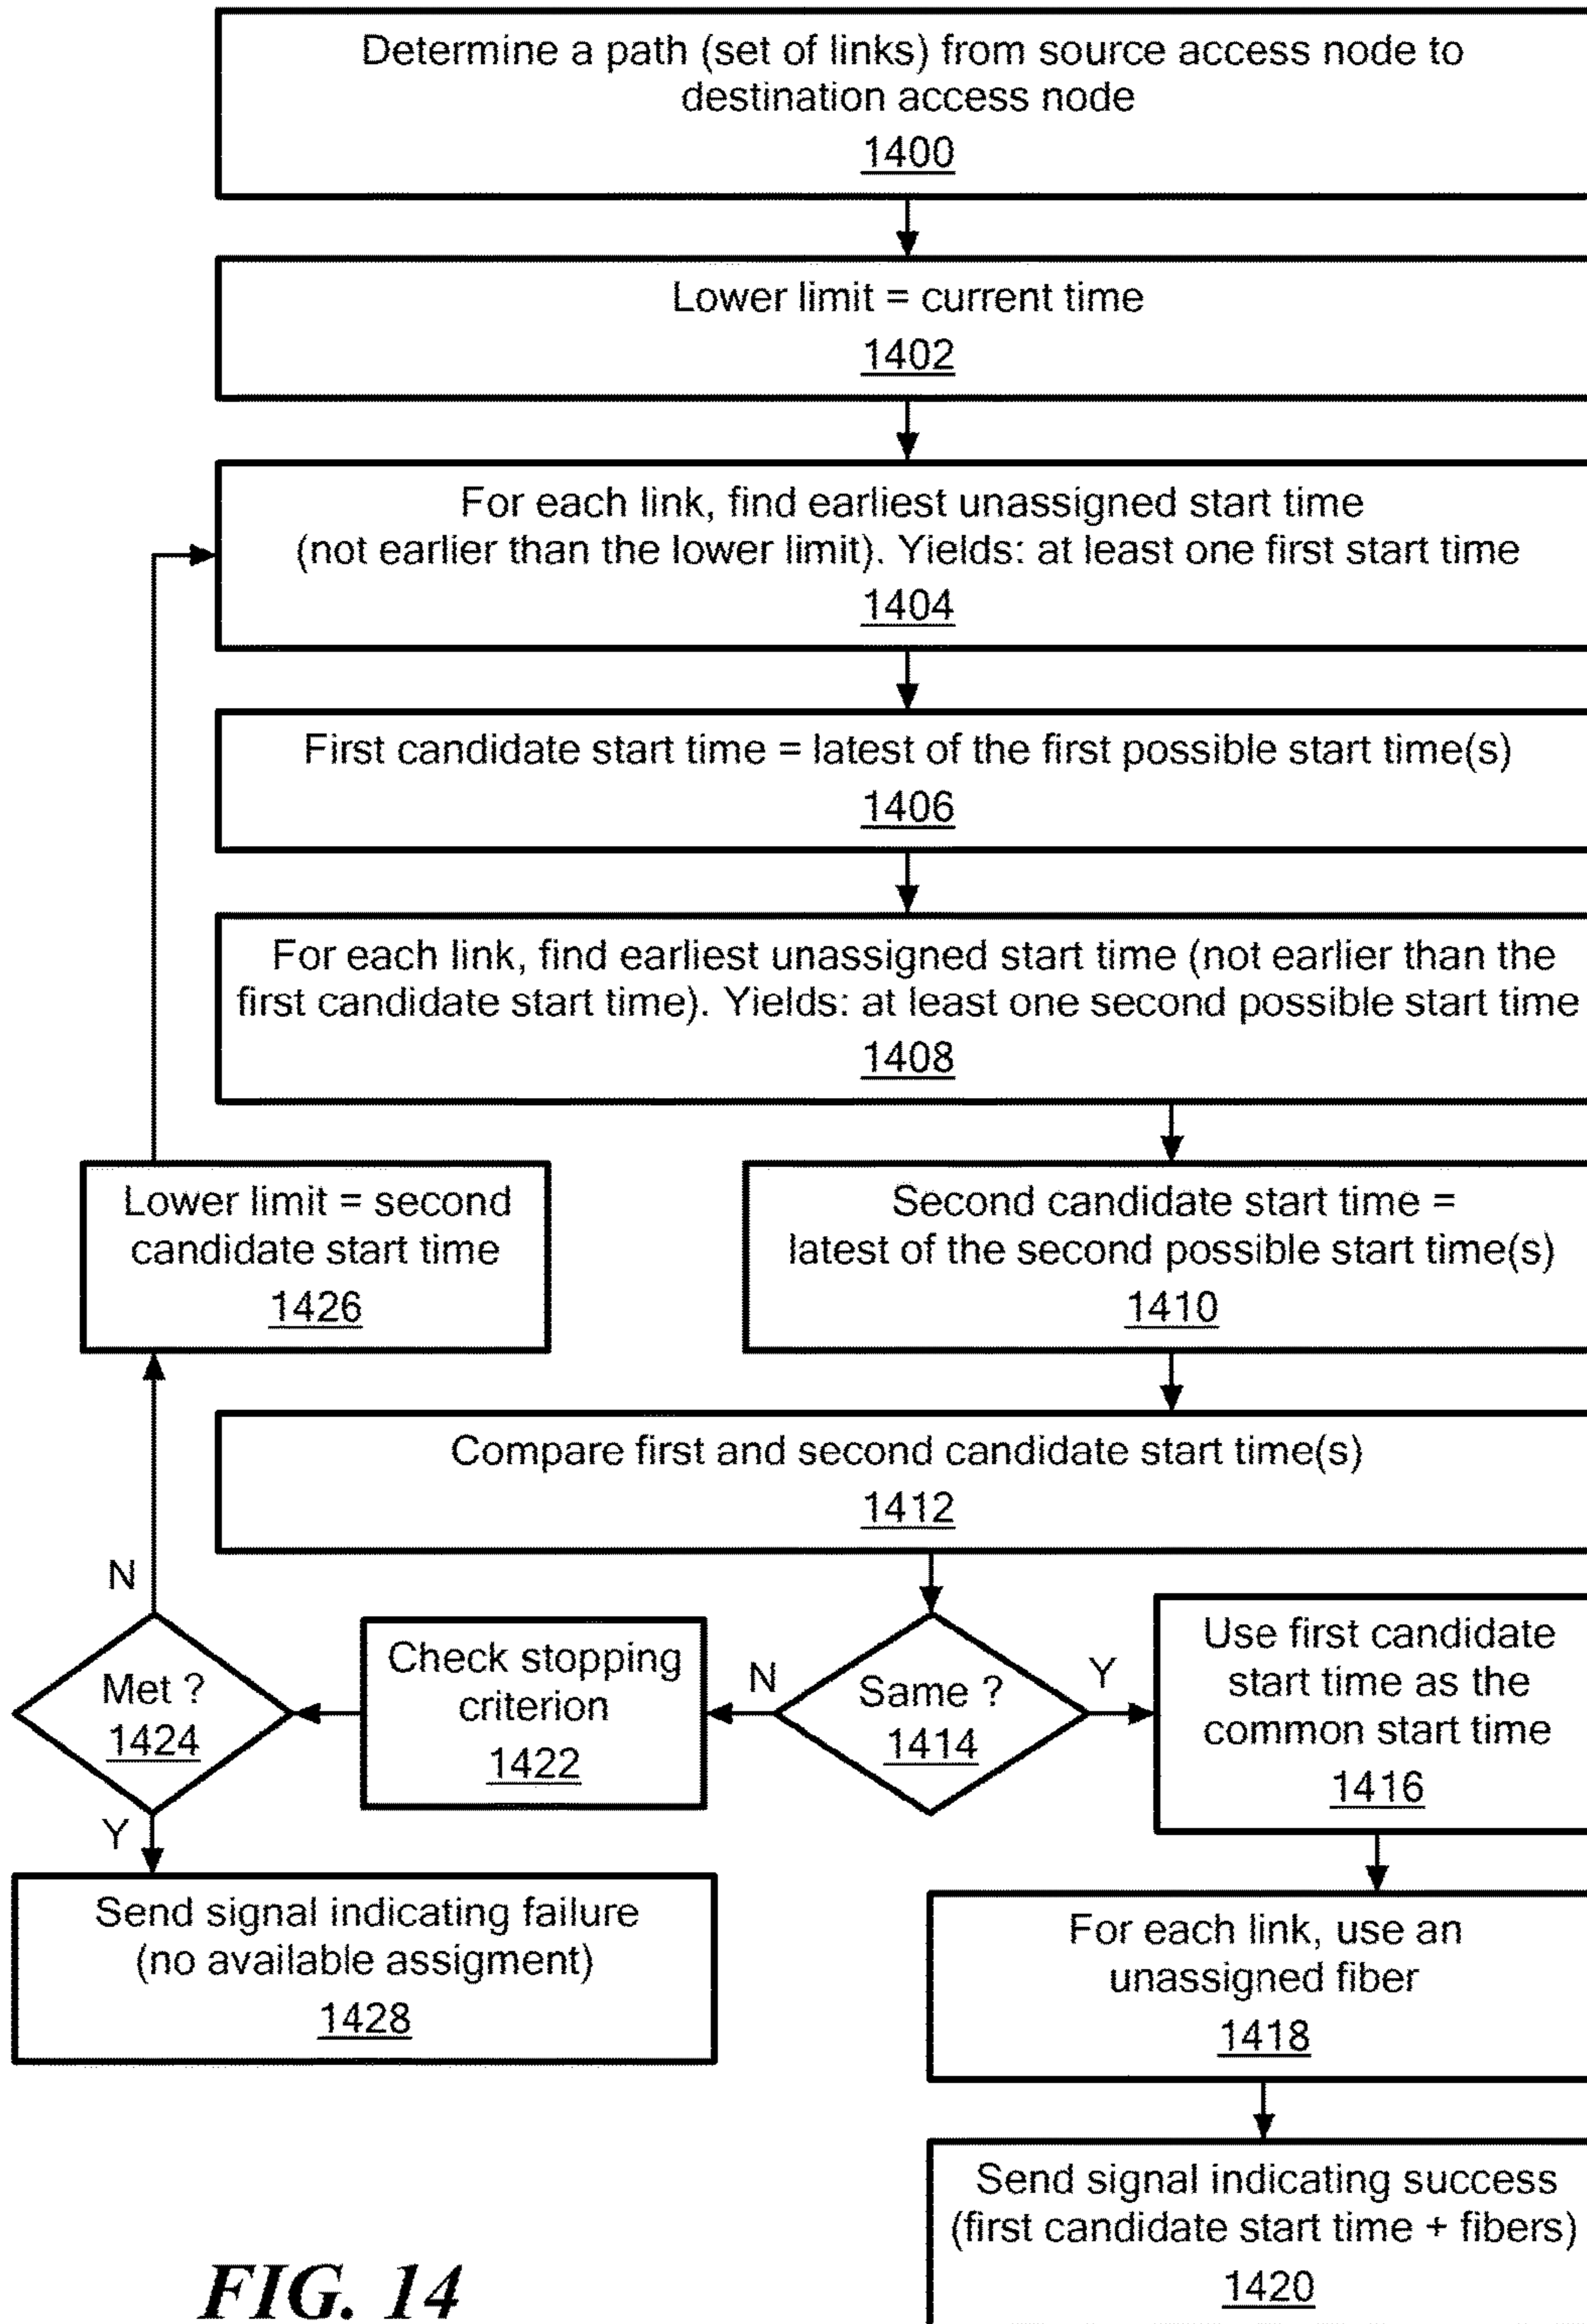 Determine a path (set of links) from source access node to
destination access node
1400
Lower limit = current time
1402
For each link, find earliest unassigned start time
(not earlier than the lower limit). Yields: at least one first start time
1404
First candidate start time = latest of the first possible start time(s)
1406
For each link, find earliest unassigned start time (not earlier than the
first candidate start time). Yields: at least one second possible start time
1408
Lower limit = second
candidate start time
1426
Second candidate start time =
latest of the second possible start time(s)
1410
Compare first and second candidate start time(s)
1412
N
Met ?
1424
Y
Check stopping
criterion
1422
N
Same ?
1414
Y
Use first candidate
start time as the
common start time
1416
Send signal indicating failure
(no available assigment)
1428
For each link, use an
unassigned fiber
1418
Send signal indicating success
(first candidate start time + fibers)
1420
FIG. 14